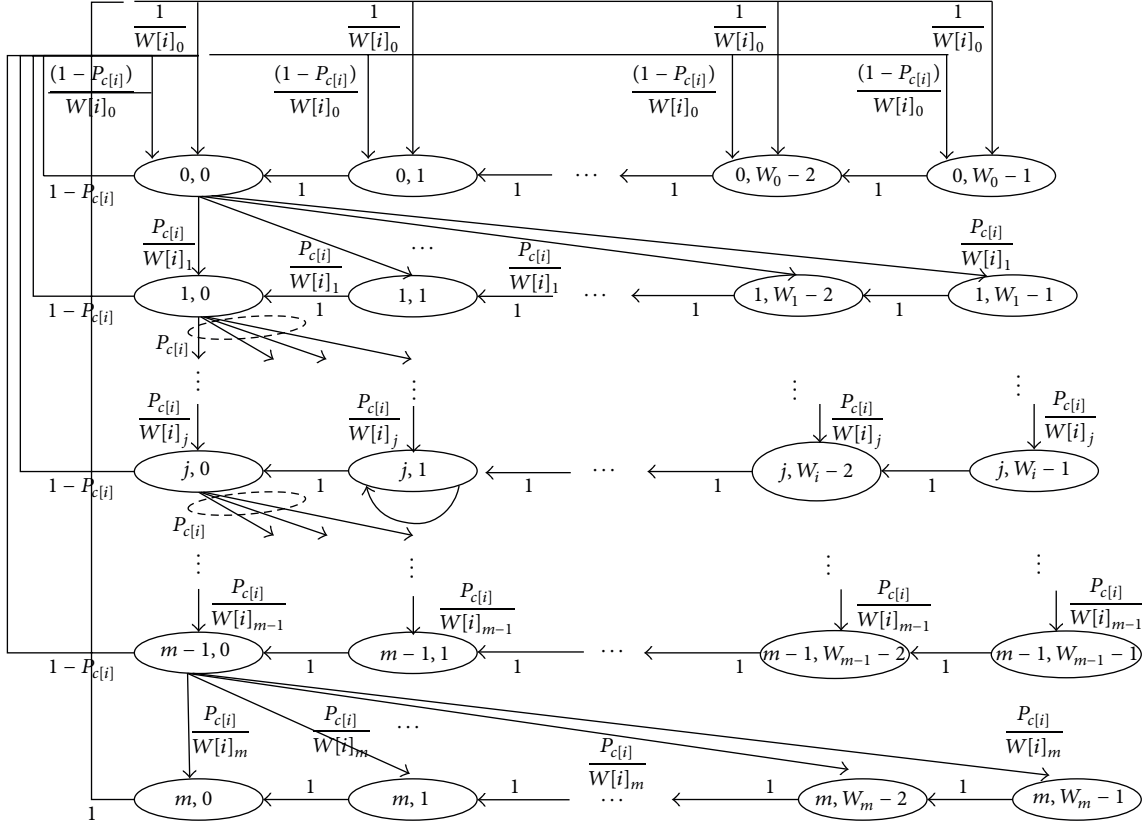 1/W[i]_0 1/W[i]_0 1/W[i]_0 1/W[i]_0
(1 − P_c[i])/W[i]_0 (1 − P_c[i])/W[i]_0 (1 − P_c[i])/W[i]_0 (1 − P_c[i])/W[i]_0
0, 0 0, 1 ⋯ 0, W_0 − 2 0, W_0 − 1
1 − P_c[i] 1 1 1 1
P_c[i]/W[i]_1 P_c[i]/W[i]_1 ⋯ P_c[i]/W[i]_1 P_c[i]/W[i]_1
1, 0 1, 1 ⋯ 1, W_1 − 2 1, W_1 − 1
1 − P_c[i] 1 1 1 1
P_c[i]
⋮ ⋮ ⋮ ⋮
P_c[i]/W[i]_j P_c[i]/W[i]_j P_c[i]/W[i]_j P_c[i]/W[i]_j
j, 0 j, 1 ⋯ j, W_i − 2 j, W_i − 1
1 − P_c[i] 1 1 1 1
P_c[i]
⋮ ⋮ ⋮ ⋮
P_c[i]/W[i]_m−1 P_c[i]/W[i]_m−1 P_c[i]/W[i]_m−1 P_c[i]/W[i]_m−1
m − 1, 0 m − 1, 1 ⋯ m − 1, W_m−1 − 2 m − 1, W_m−1 − 1
1 − P_c[i] 1 1 1 1
P_c[i]/W[i]_m P_c[i]/W[i]_m ⋯ P_c[i]/W[i]_m P_c[i]/W[i]_m
m, 0 m, 1 ⋯ m, W_m − 2 m, W_m − 1
1 1 1 1 1